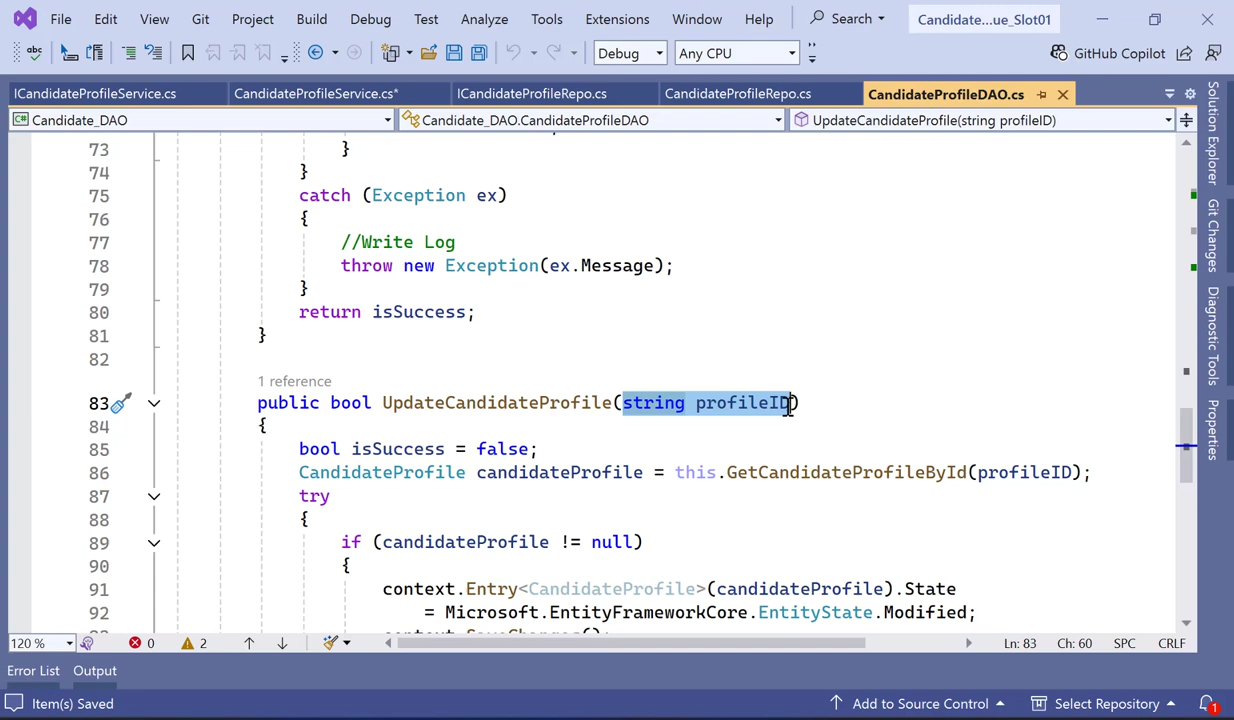 File Edit View Git Project Build Debug Test Analyze Tools Extensions Window Help Search Candidate...ue_Slot01
abc Debug Any CPU GitHub Copilot
ICandidateProfileService.cs CandidateProfileService.cs* ICandidateProfileRepo.cs CandidateProfileRepo.cs CandidateProfileDAO.cs
C# Candidate_DAO Candidate_DAO.CandidateProfileDAO UpdateCandidateProfile(string profileID)
73 }
74 }
75 catch (Exception ex)
76 {
77 //Write Log
78 throw new Exception(ex.Message);
79 }
80 return isSuccess;
81 }
82
1 reference
83 public bool UpdateCandidateProfile(string profileID)
84 {
85 bool isSuccess = false;
86 CandidateProfile candidateProfile = this.GetCandidateProfileById(profileID);
87 try
88 {
89 if (candidateProfile != null)
90 {
91 context.Entry<CandidateProfile>(candidateProfile).State
92 = Microsoft.EntityFrameworkCore.EntityState.Modified;
context.SaveChanges();
120 % 0 2 Ln: 83 Ch: 60 SPC CRLF
Error List Output
Item(s) Saved Add to Source Control Select Repository 1
Solution Explorer
Git Changes
Diagnostic Tools
Properties